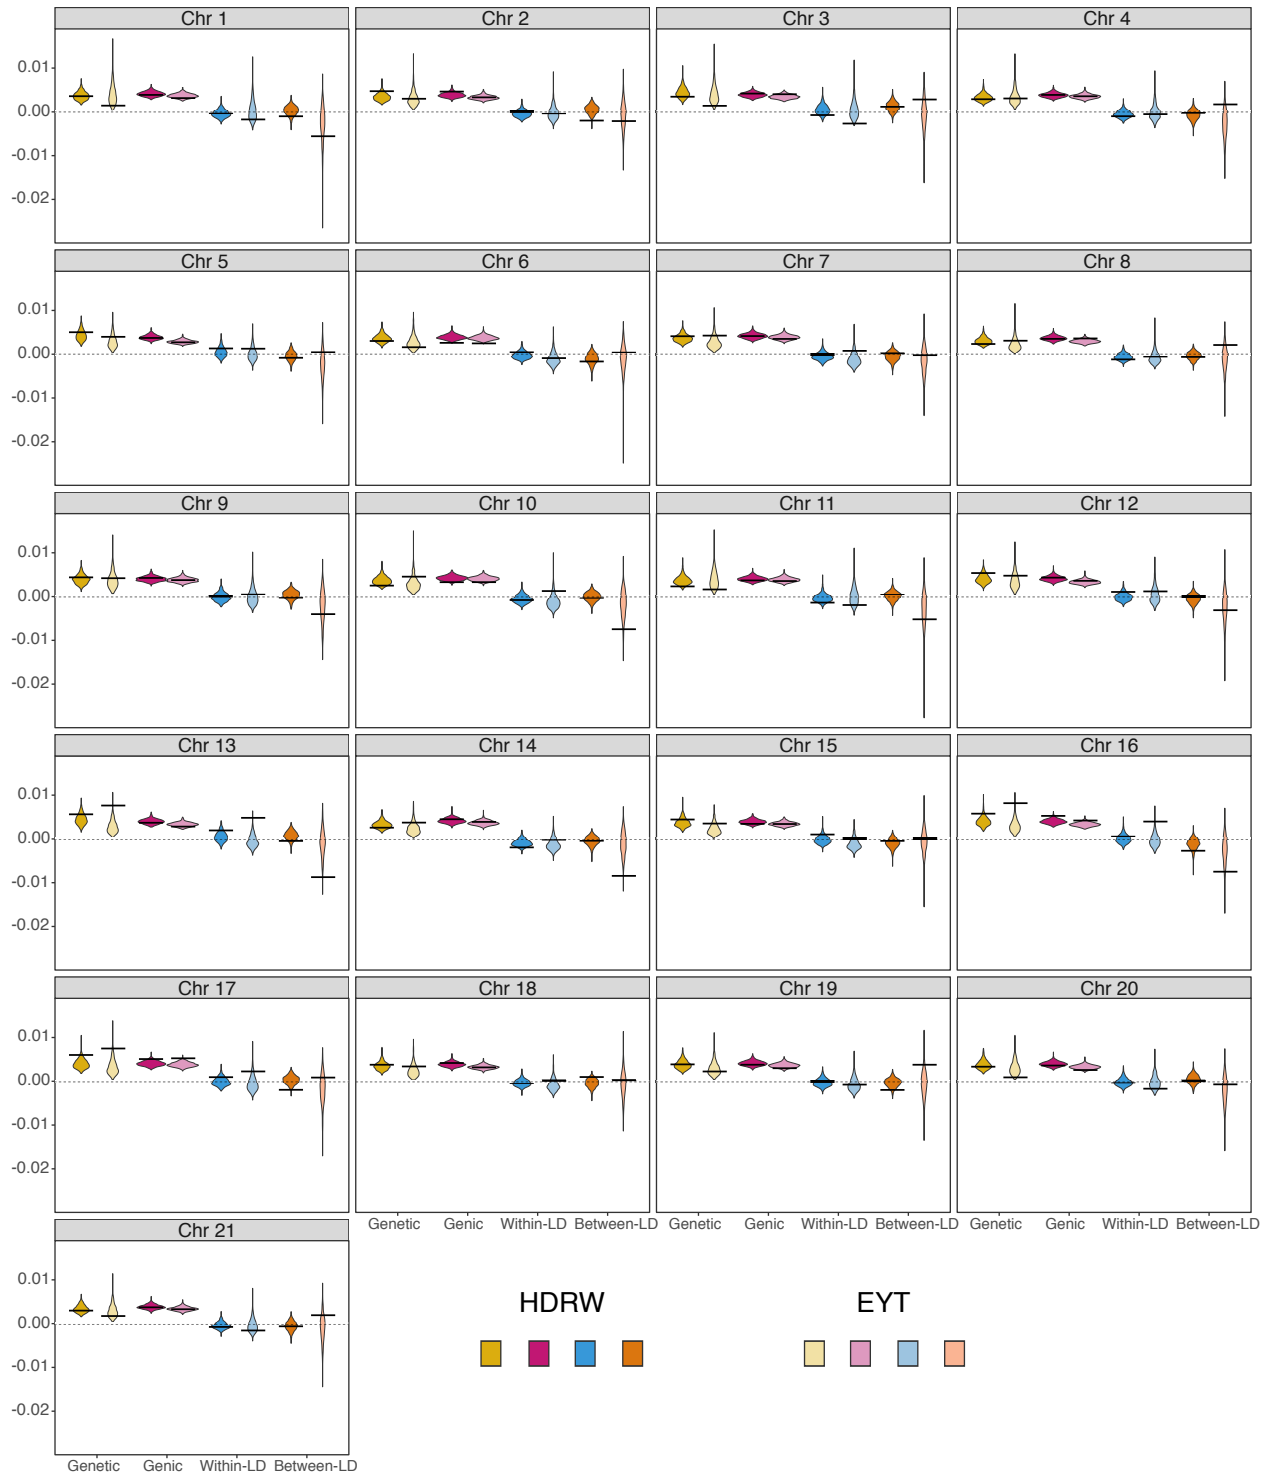 Chr 1 Chr 2 Chr 3 Chr 4
0.01
0.00
-0.01
-0.02
Chr 5 Chr 6 Chr 7 Chr 8
0.01
0.00
-0.01
-0.02
Chr 9 Chr 10 Chr 11 Chr 12
0.01
0.00
-0.01
-0.02
Chr 13 Chr 14 Chr 15 Chr 16
0.01
0.00
-0.01
-0.02
Chr 17 Chr 18 Chr 19 Chr 20
0.01
0.00
-0.01
-0.02
Genetic Genic Within-LD Between-LD Genetic Genic Within-LD Between-LD Genetic Genic Within-LD Between-LD
Chr 21
0.01
0.00
-0.01
-0.02
HDRW EYT
Genetic Genic Within-LD Between-LD